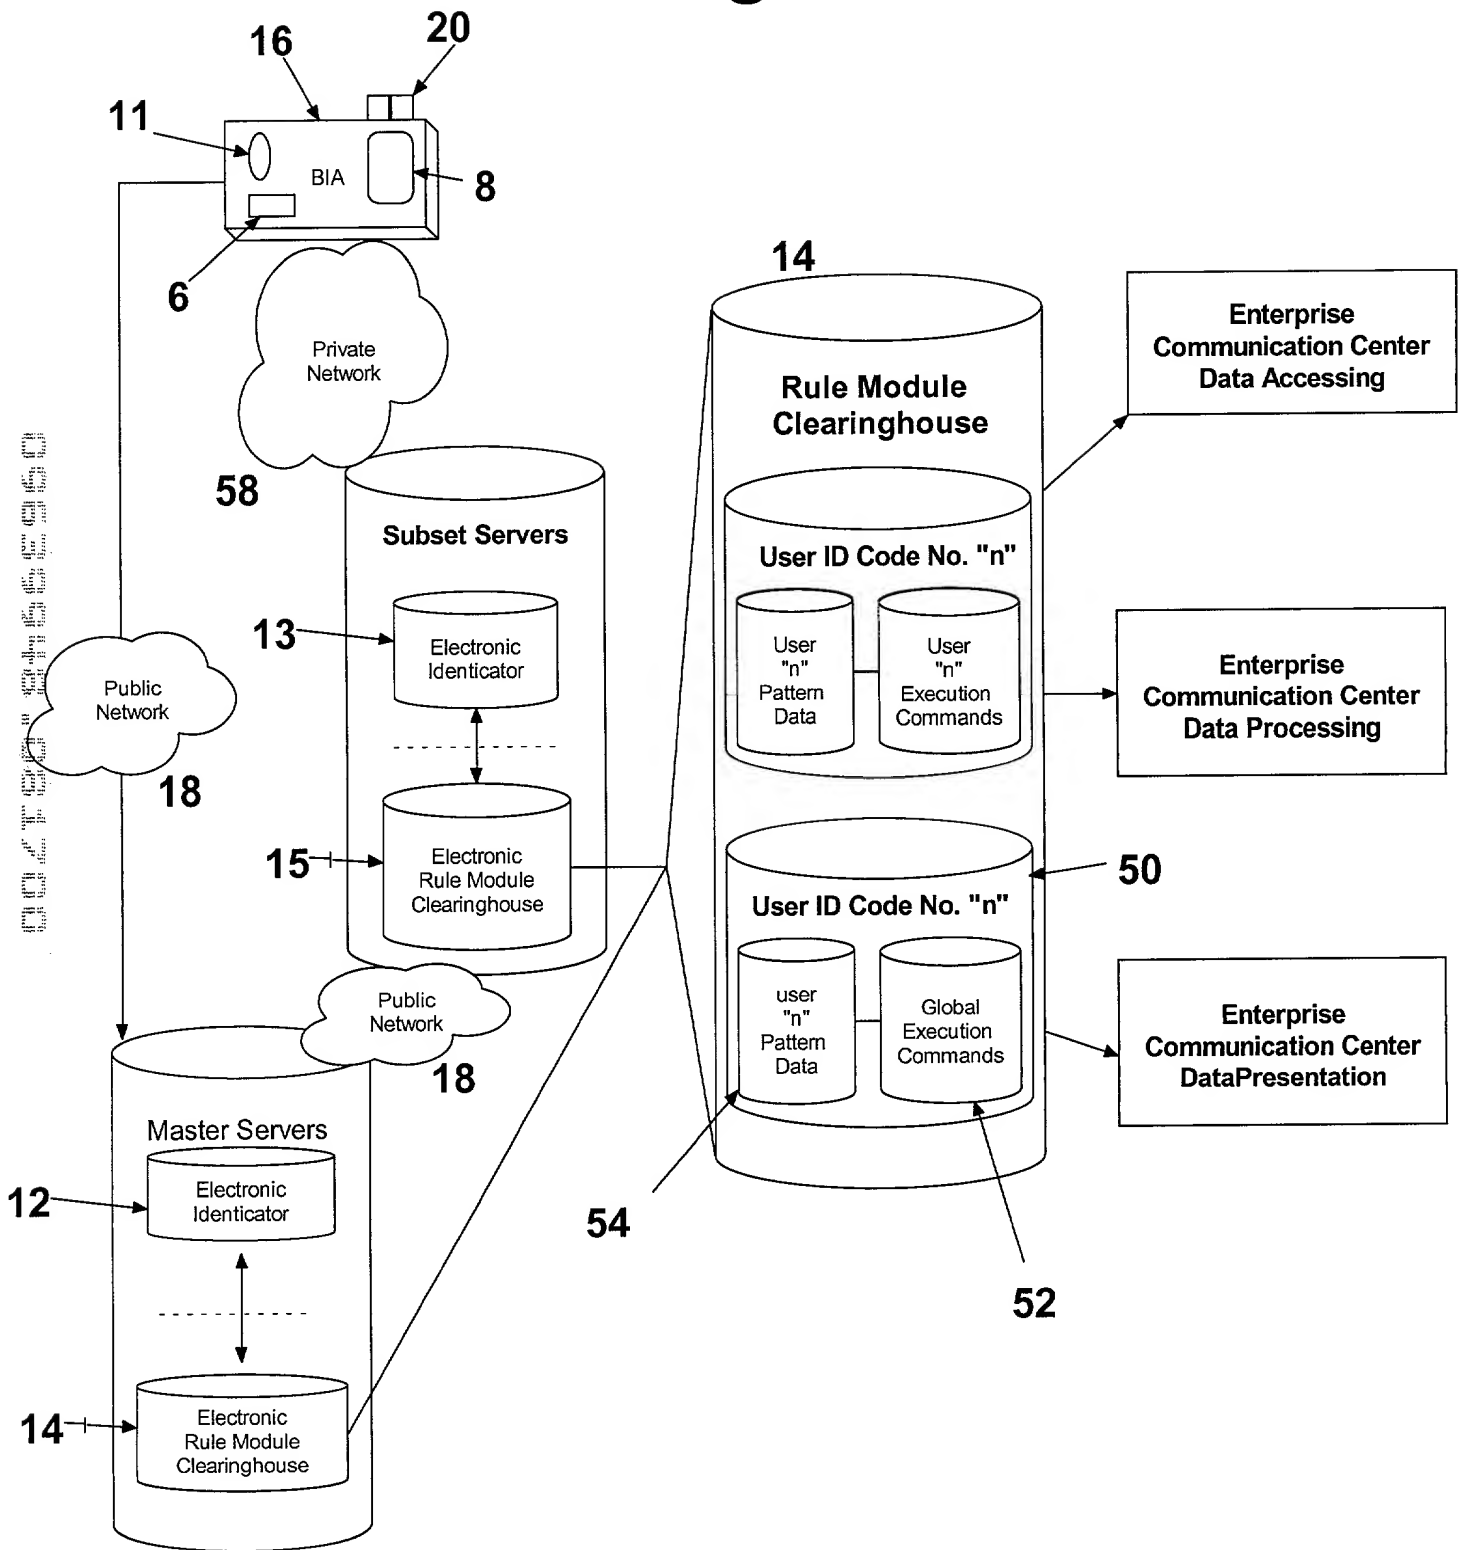 20
16
11
BIA
8
6
Private
Network
58
14
Rule Module
Clearinghouse
Enterprise
Communication Center
Data Accessing
Subset Servers
User ID Code No. "n"
13
Electronic
Identicator
User
"n"
Pattern
Data
User
"n"
Execution
Commands
Enterprise
Communication Center
Data Processing
Public
Network
18
15
Electronic
Rule Module
Clearinghouse
50
User ID Code No. "n"
user
"n"
Pattern
Data
Global
Execution
Commands
Enterprise
Communication Center
DataPresentation
Public
Network
18
Master Servers
12
Electronic
Identicator
54
52
14
Electronic
Rule Module
Clearinghouse